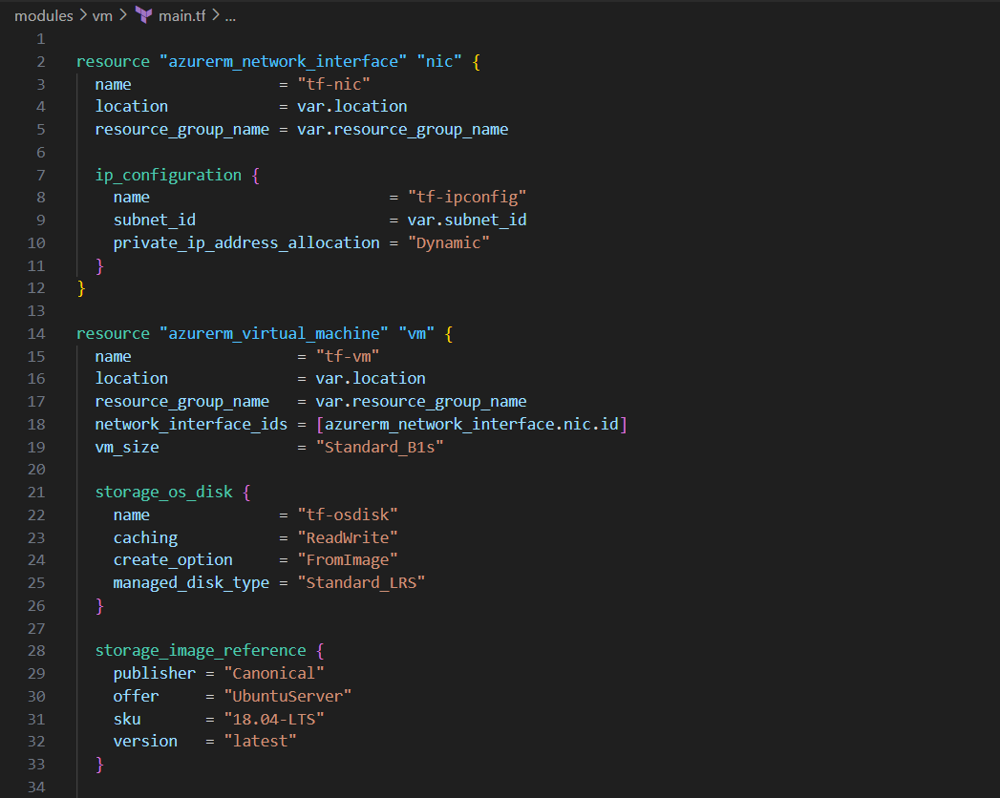 modules > vm > main.tf > ...
1
2 resource "azurerm_network_interface" "nic" {
3   name                = "tf-nic"
4   location            = var.location
5   resource_group_name = var.resource_group_name
6
7   ip_configuration {
8     name                          = "tf-ipconfig"
9     subnet_id                     = var.subnet_id
10     private_ip_address_allocation = "Dynamic"
11   }
12 }
13
14 resource "azurerm_virtual_machine" "vm" {
15   name                  = "tf-vm"
16   location              = var.location
17   resource_group_name   = var.resource_group_name
18   network_interface_ids = [azurerm_network_interface.nic.id]
19   vm_size               = "Standard_B1s"
20
21   storage_os_disk {
22     name              = "tf-osdisk"
23     caching           = "ReadWrite"
24     create_option     = "FromImage"
25     managed_disk_type = "Standard_LRS"
26   }
27
28   storage_image_reference {
29     publisher = "Canonical"
30     offer     = "UbuntuServer"
31     sku       = "18.04-LTS"
32     version   = "latest"
33   }
34